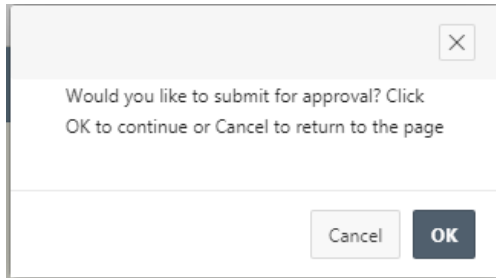 Would you like to submit for approval? Click
OK to continue or Cancel to return to the page
Cancel
OK